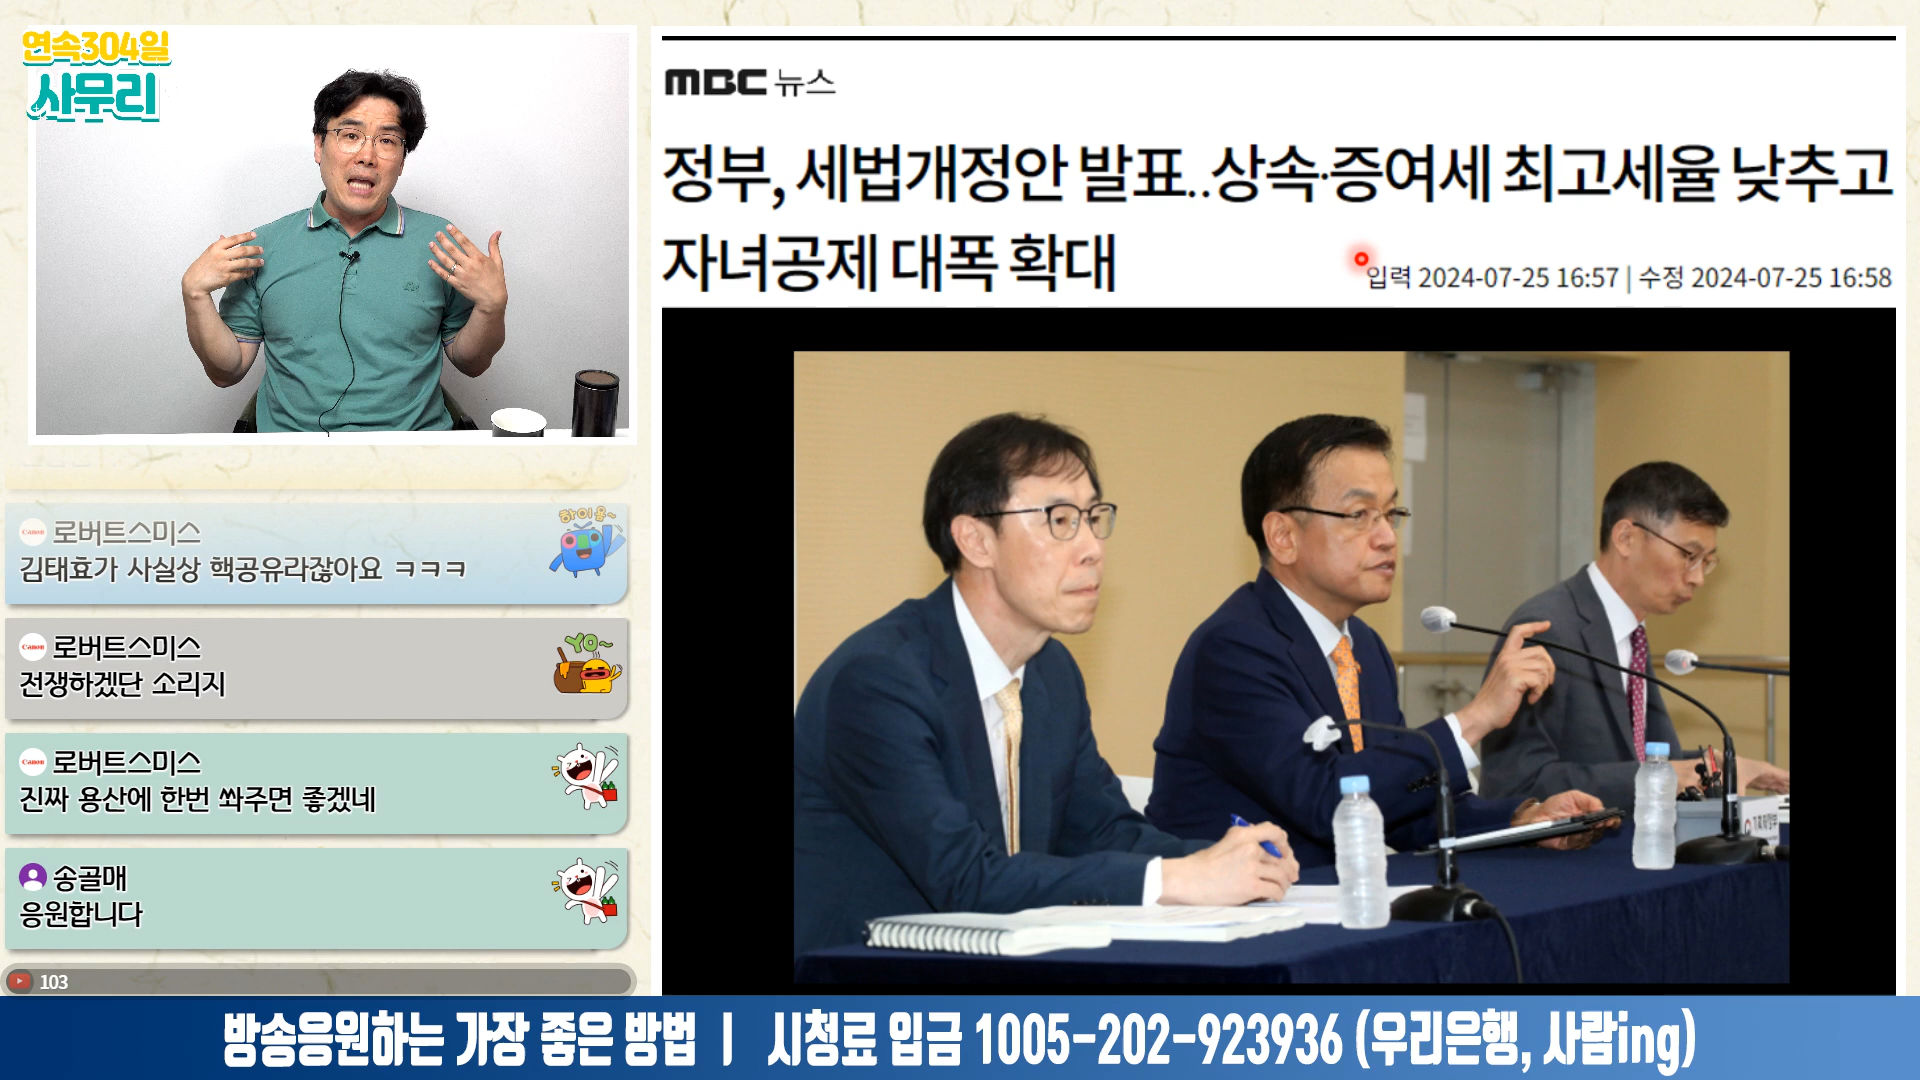 연속304일
사무리
MBC 뉴스
정부, 세법개정안 발표..상속·증여세 최고세율 낮추고
자녀공제 대폭 확대
입력 2024-07-25 16:57 | 수정 2024-07-25 16:58
하이욜~
Canon 로버트스미스
김태효가 사실상 핵공유라잖아요 ㅋㅋㅋ
YO~
Canon 로버트스미스
전쟁하겠단 소리지
Canon 로버트스미스
진짜 용산에 한번 쏴주면 좋겠네
송골매
응원합니다
103
방송응원하는 가장 좋은 방법 | 시청료 입금 1005-202-923936 (우리은행, 사람ing)